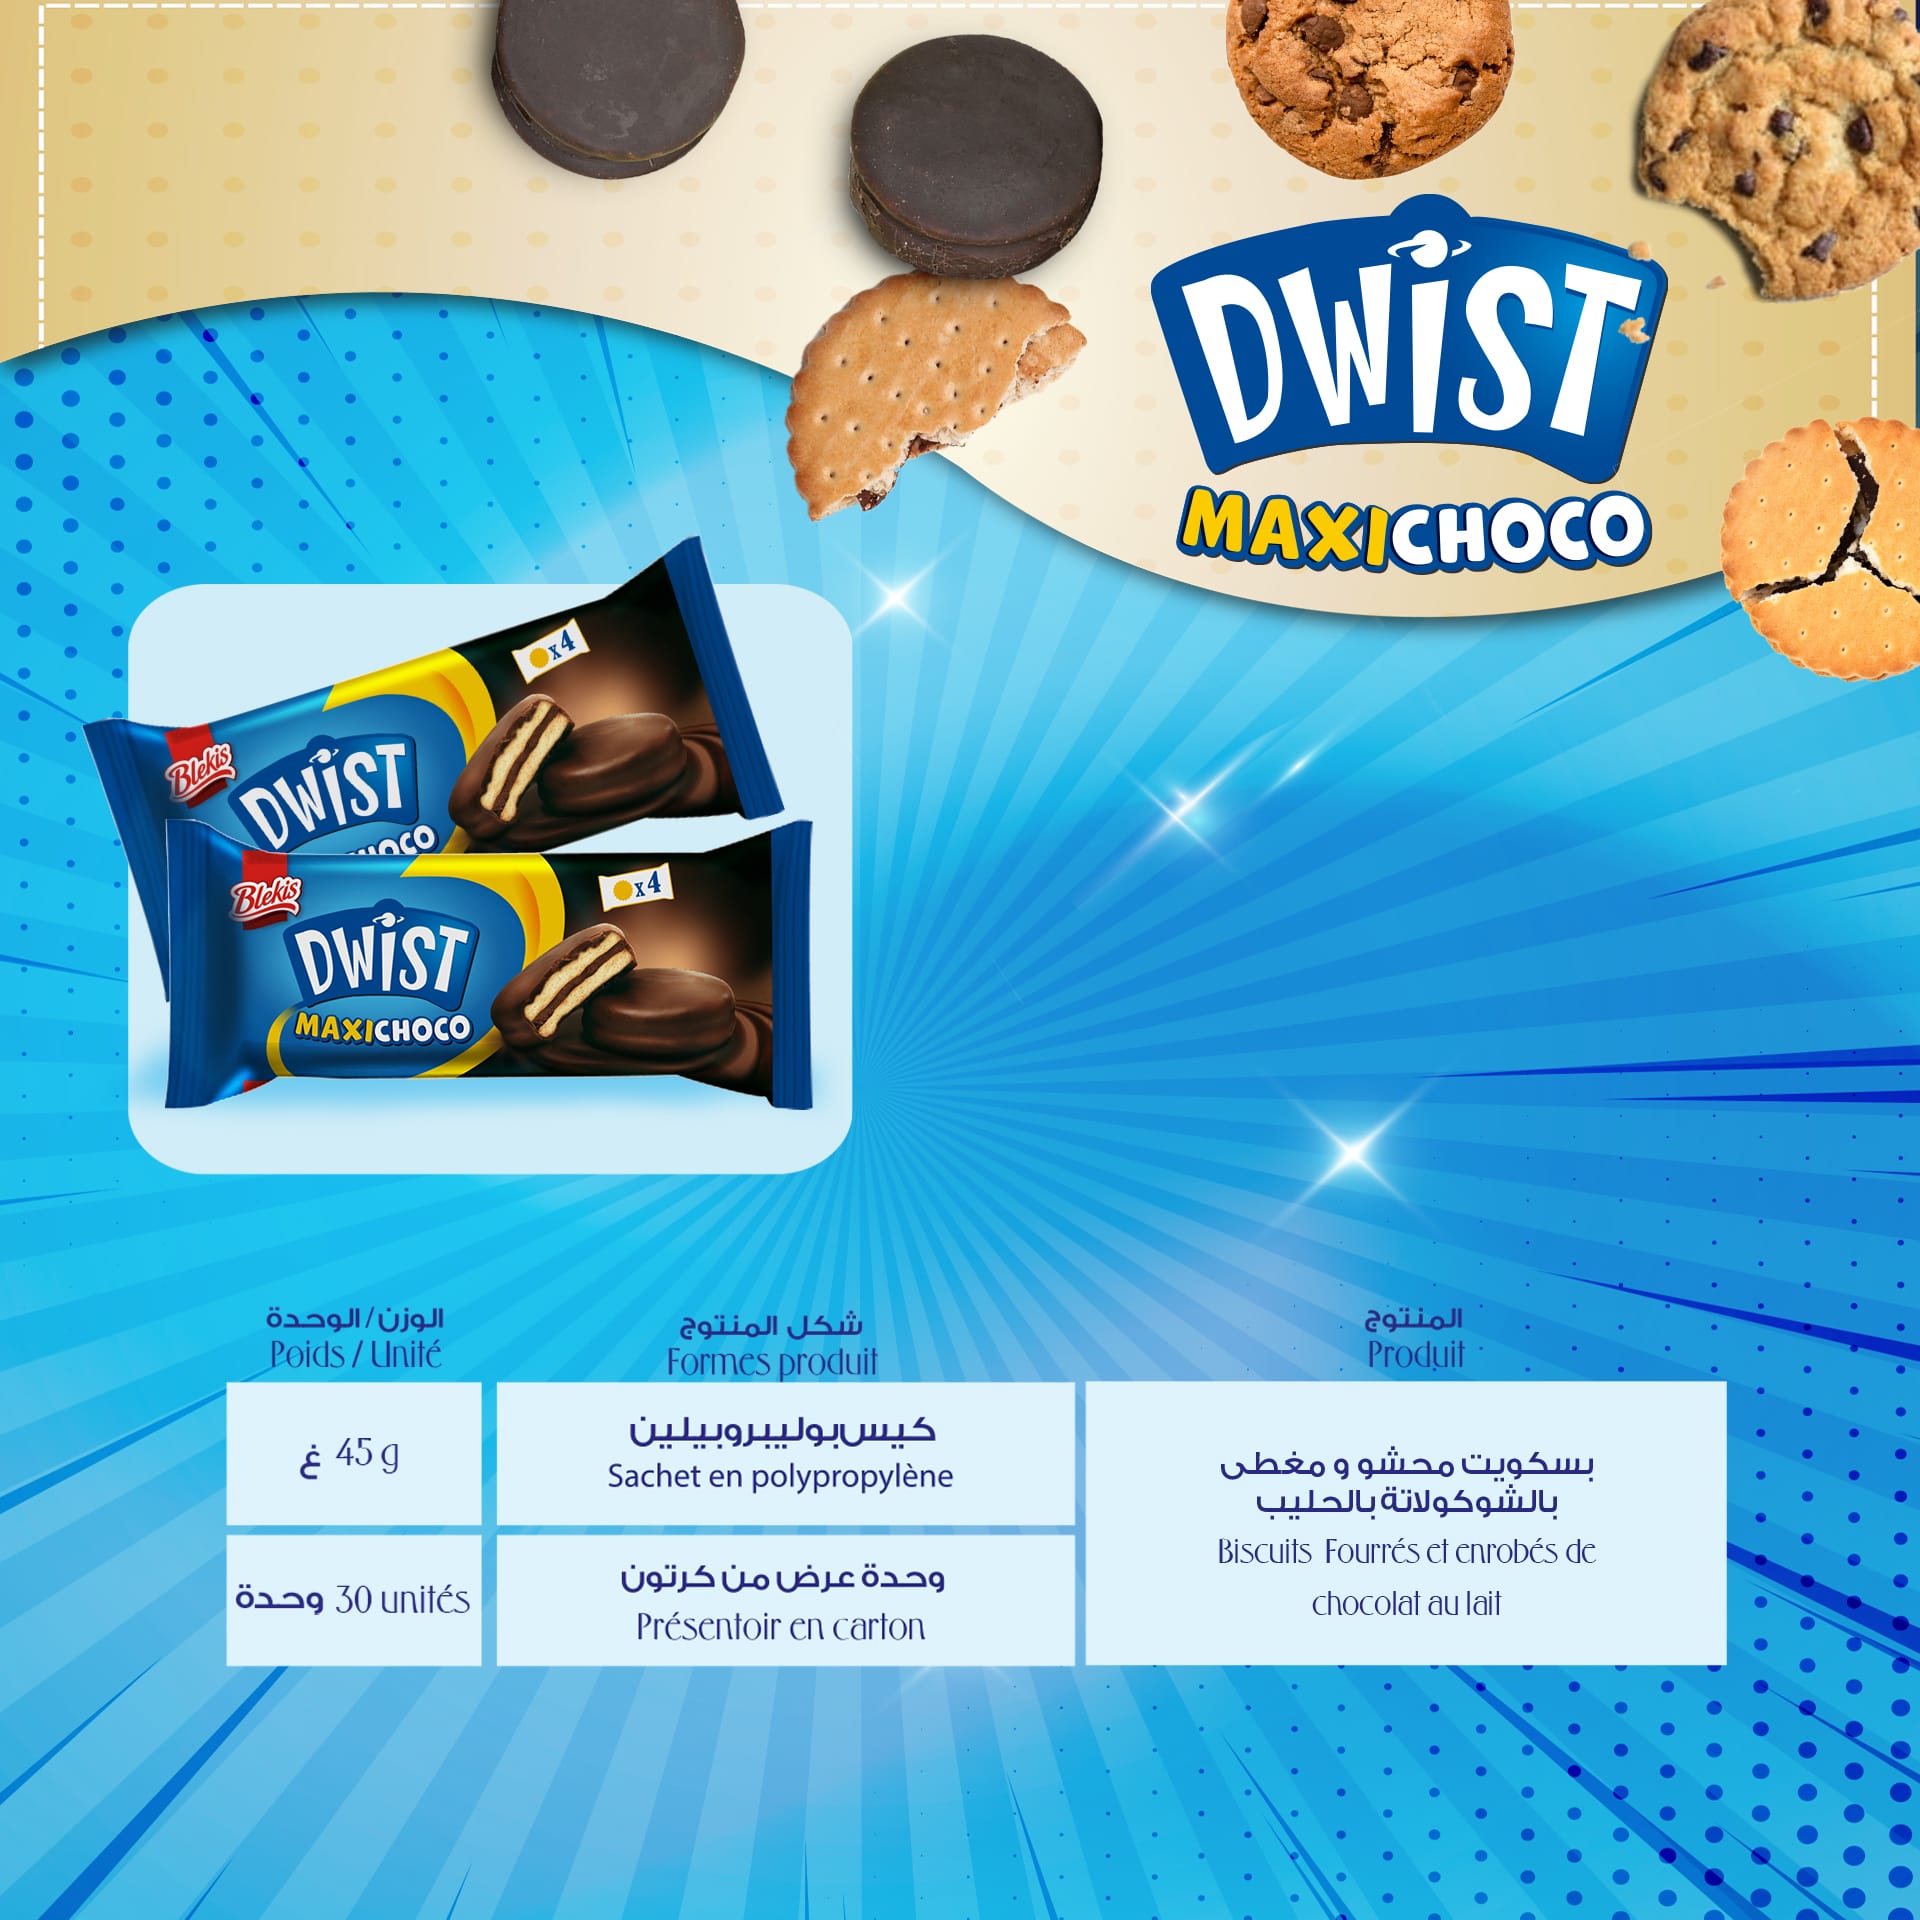 DWiST
MAXICHOCO
x4
Blekis
DWiST
x4
Blekis
DWiST
MAXICHOCO
المنتوج
Produit
شكل المنتوج
Formes produit
الوزن/الوحدة
Poids / Unité
بسكويت محشو و مغطى
بالشوكولاتة بالحليب
Biscuits Fourrés et enrobés de
chocolat au lait
كيس بوليبروبيلين
Sachet en polypropylène
45 g غ
وحدة عرض من كرتون
Présentoir en carton
30 unités وحدة